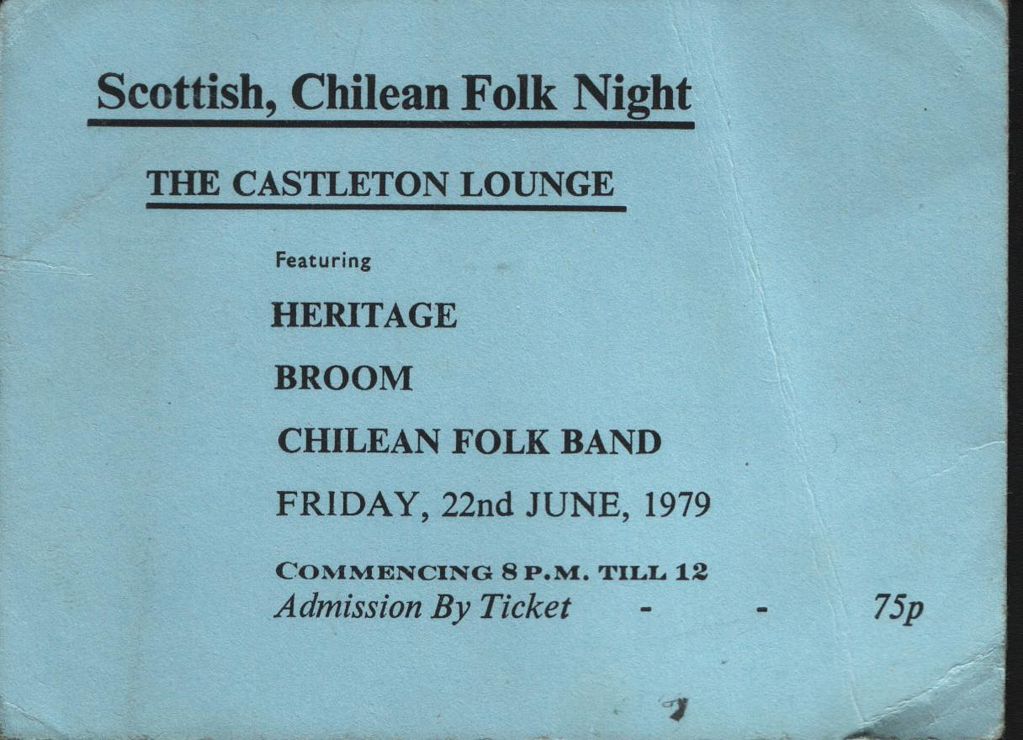 Scottish, Chilean Folk Night
THE CASTLETON LOUNGE
Featuring
HERITAGE
BROOM
CHILEAN FOLK BAND
FRIDAY, 22nd JUNE, 1979
COMMENCING 8 P.M. TILL 12
Admission By Ticket - - 75p